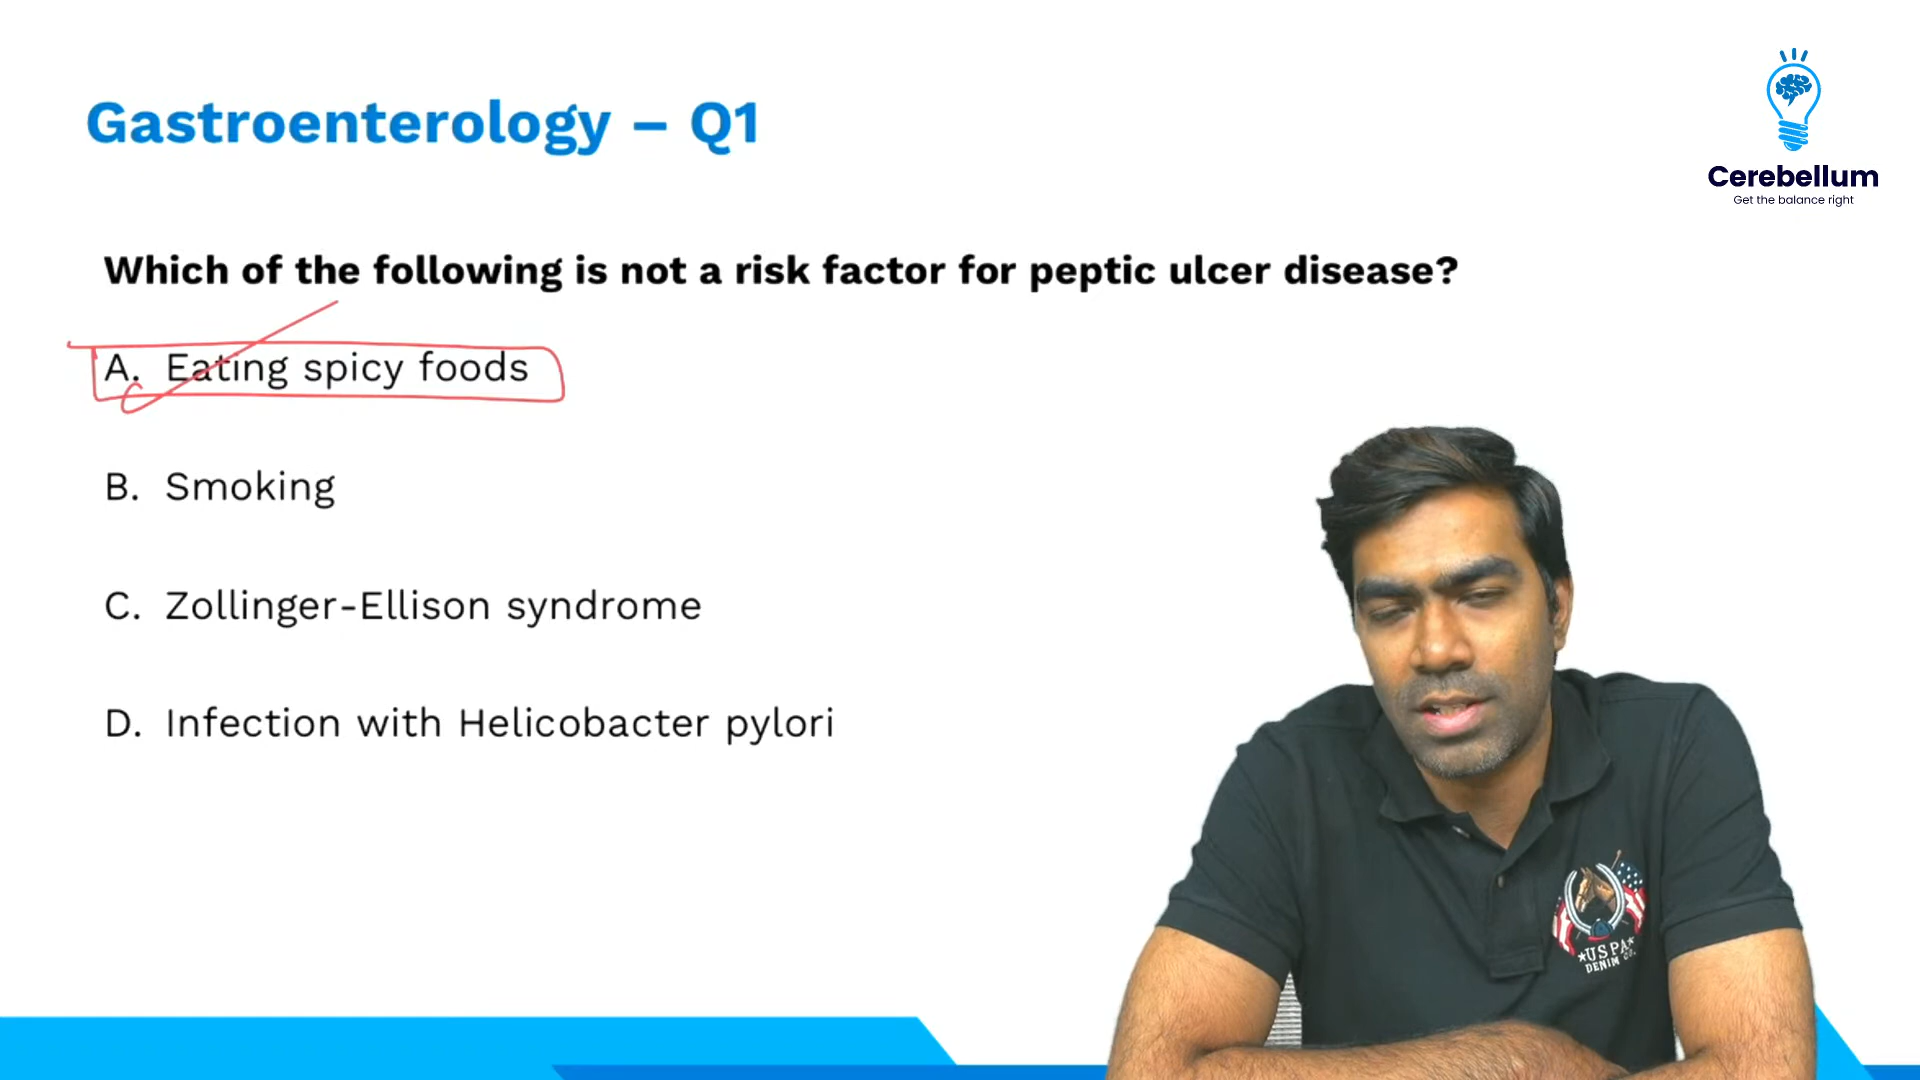 Gastroenterology – Q1
Cerebellum
Get the balance right
Which of the following is not a risk factor for peptic ulcer disease?
A. Eating spicy foods
B. Smoking
C. Zollinger-Ellison syndrome
D. Infection with Helicobacter pylori
USPA
DENIM CO.